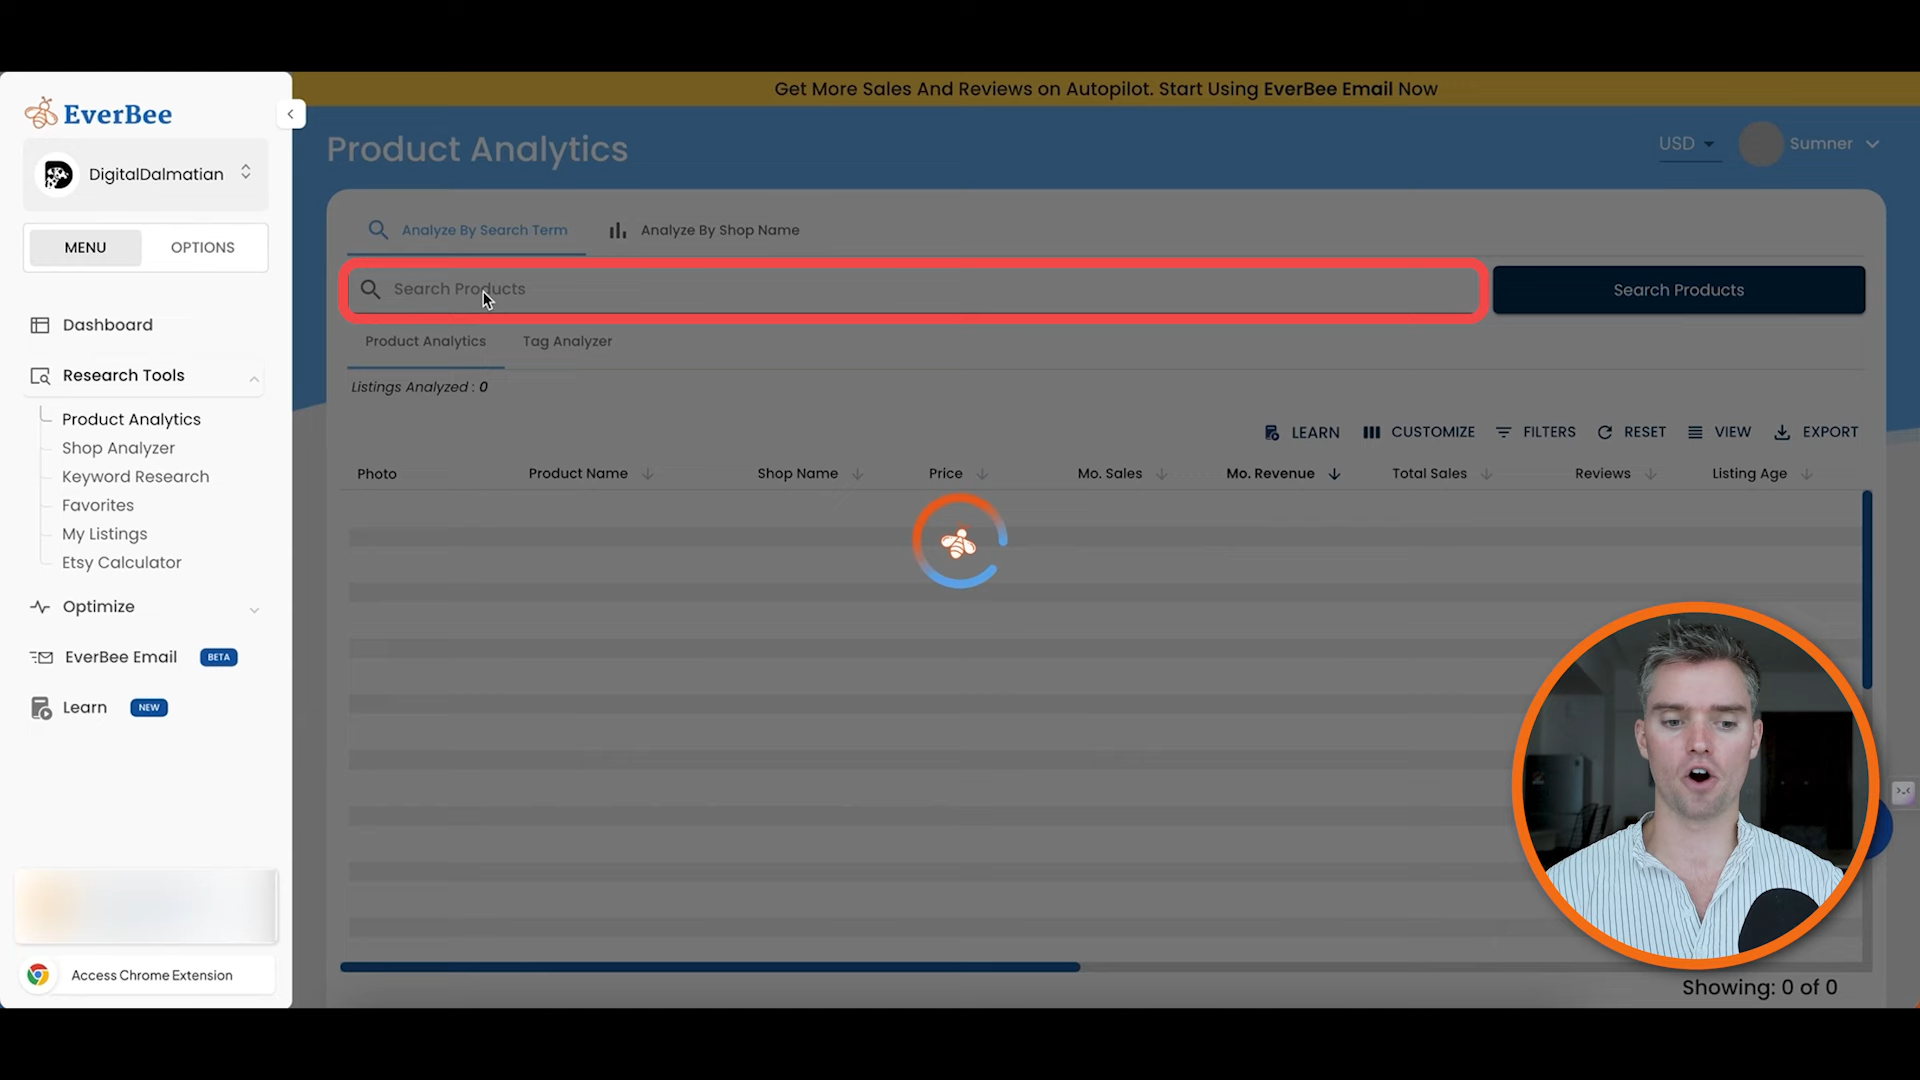 Get More Sales And Reviews on Autopilot. Start Using EverBee Email Now
EverBee
DigitalDalmatian
MENU
OPTIONS
Dashboard
Research Tools
Product Analytics
Shop Analyzer
Keyword Research
Favorites
My Listings
Etsy Calculator
Optimize
EverBee Email BETA
Learn NEW
Access Chrome Extension
Product Analytics
USD
Sumner
Analyze By Search Term
Analyze By Shop Name
Search Products
Search Products
Product Analytics
Tag Analyzer
Listings Analyzed : 0
LEARN
CUSTOMIZE
FILTERS
RESET
VIEW
EXPORT
Photo
Product Name
Shop Name
Price
Mo. Sales
Mo. Revenue
Total Sales
Reviews
Listing Age
Showing: 0 of 0